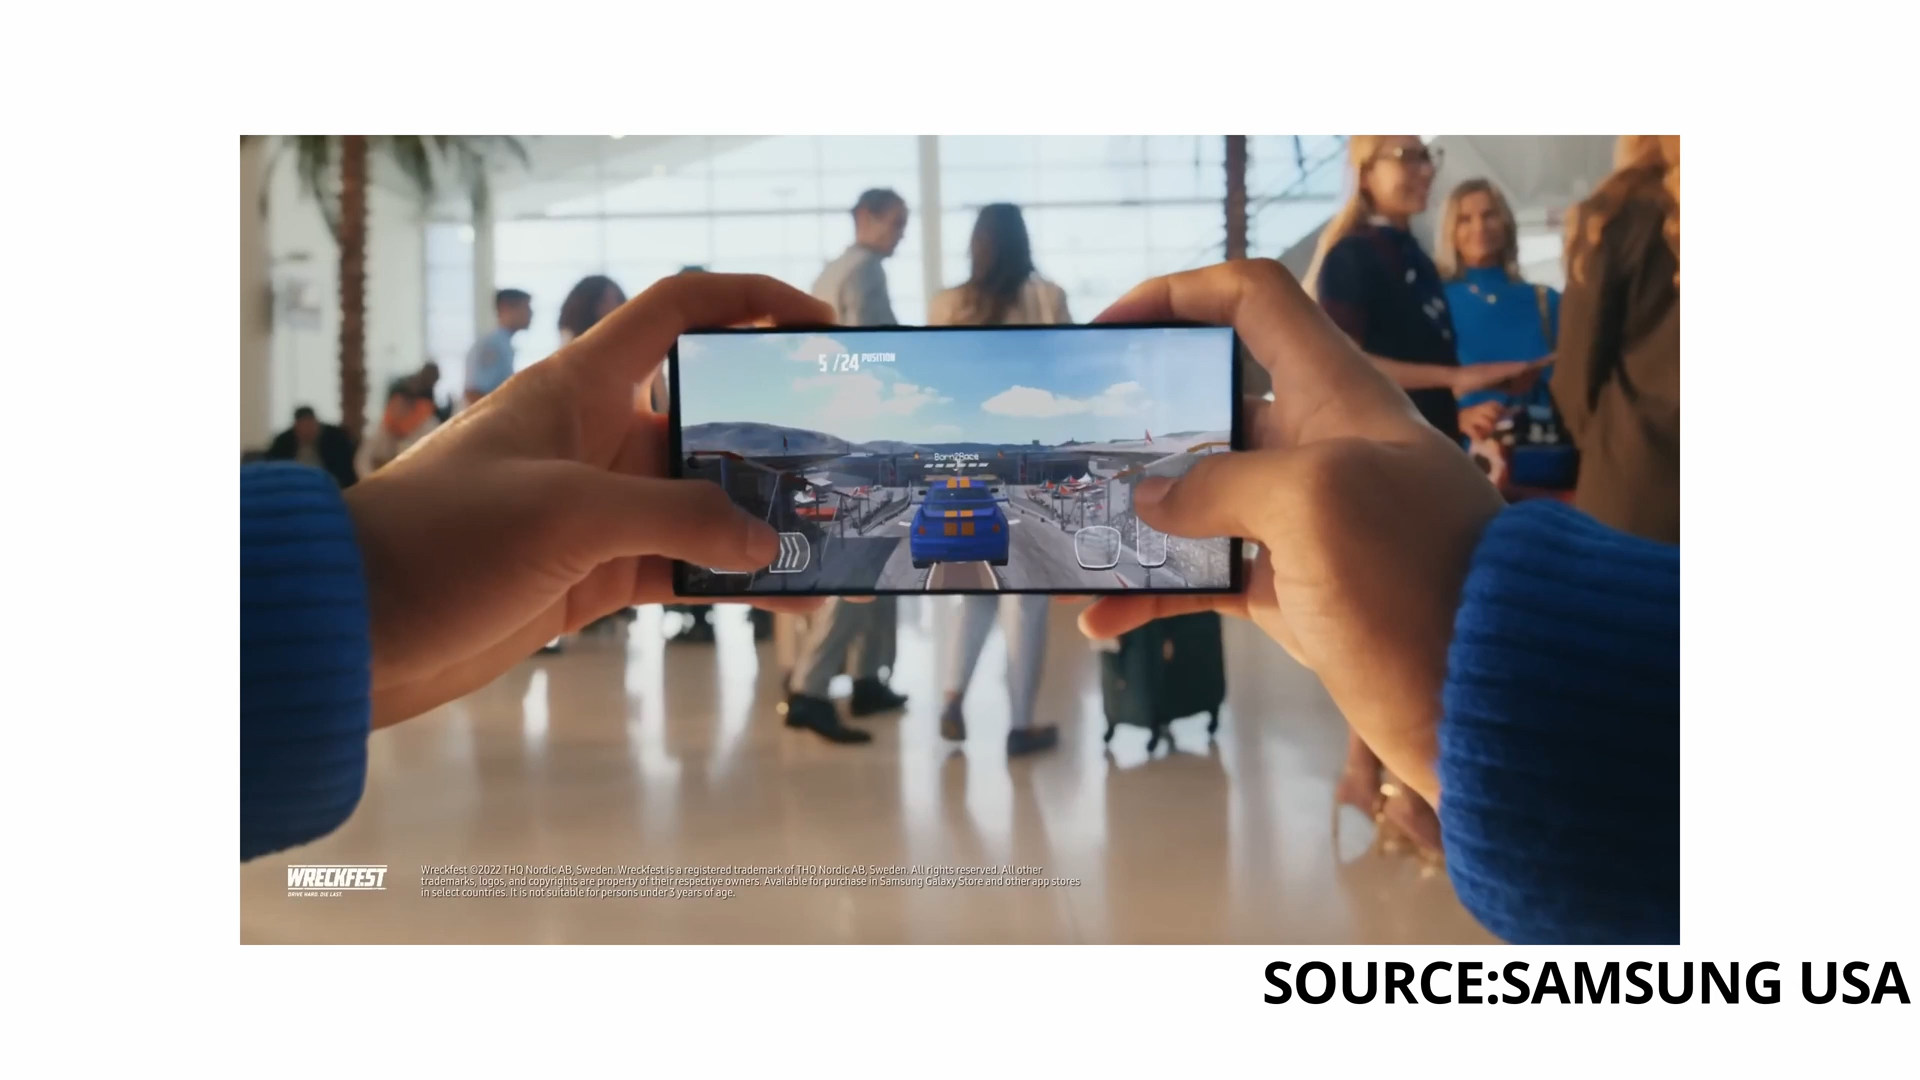 5 /24 POSITION
Born2Race
WRECKFEST
DRIVE HARD. DIE LAST.
Wreckfest ©2022 THQ Nordic AB, Sweden. Wreckfest is a registered trademark of THQ Nordic AB, Sweden. All rights reserved. All other
trademarks, logos, and copyrights are property of their respective owners. Available for purchase in Samsung Galaxy Store and other app stores
in select countries. It is not suitable for persons under 3 years of age.
SOURCE:SAMSUNG USA